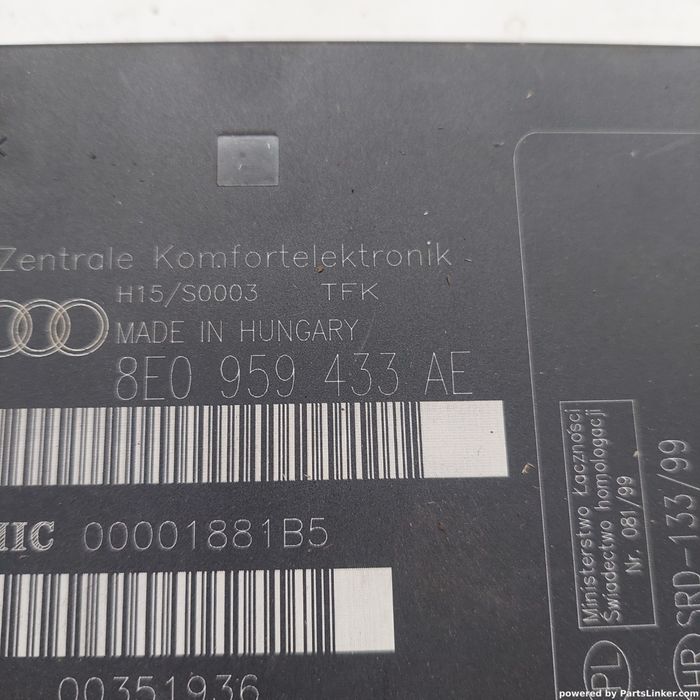 Zentrale Komfortelektronik
H15/S0003 TFK
MADE IN HUNGARY
8E0 959 433 AE
00001881B5
00351936
Ministerstwo Łączności
Świadectwo homologacji
Nr. 081/99
PL
HR SRD-133/99
powered by PartsLinker.com